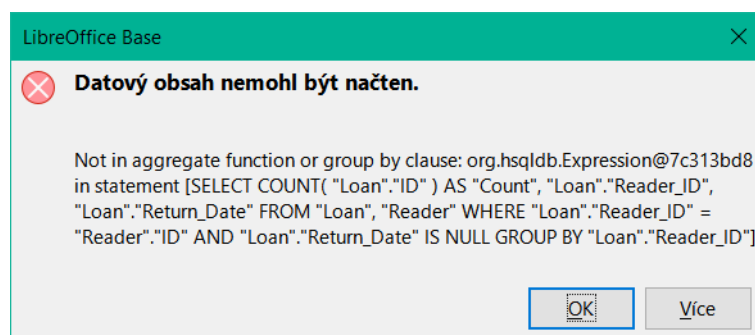 LibreOffice Base
Datový obsah nemohl být načten.
Not in aggregate function or group by clause: org.hsqldb.Expression@7c313bd8
in statement [SELECT COUNT( "Loan"."ID" ) AS "Count", "Loan"."Reader_ID",
"Loan"."Return_Date" FROM "Loan", "Reader" WHERE "Loan"."Reader_ID" =
"Reader"."ID" AND "Loan"."Return_Date" IS NULL GROUP BY "Loan"."Reader_ID"]
OK
Více